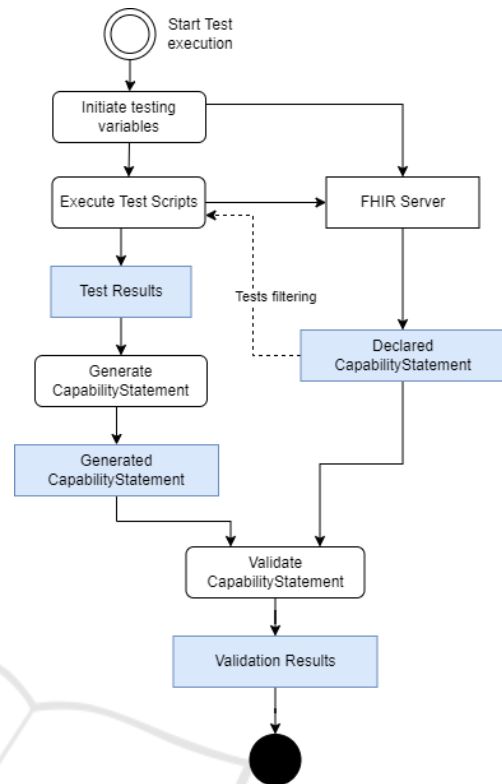 Start Test
execution
Initiate testing
variables
Execute Test Scripts
FHIR Server
Test Results
Tests filtering
Declared
CapabilityStatement
Generate
CapabilityStatement
Generated
CapabilityStatement
Validate
CapabilityStatement
Validation Results